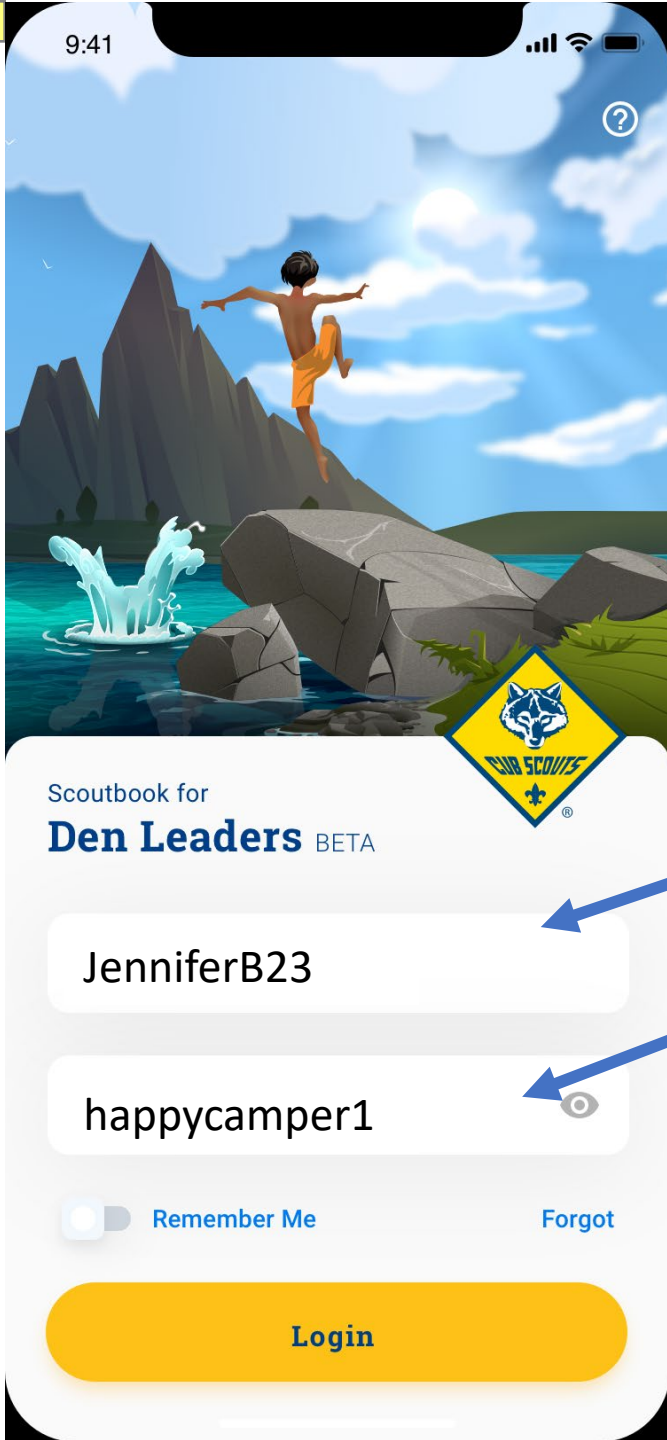 9:41
?
CUB SCOUTS
®
Scoutbook for
Den Leaders BETA
JenniferB23
happycamper1
Remember Me Forgot
Login